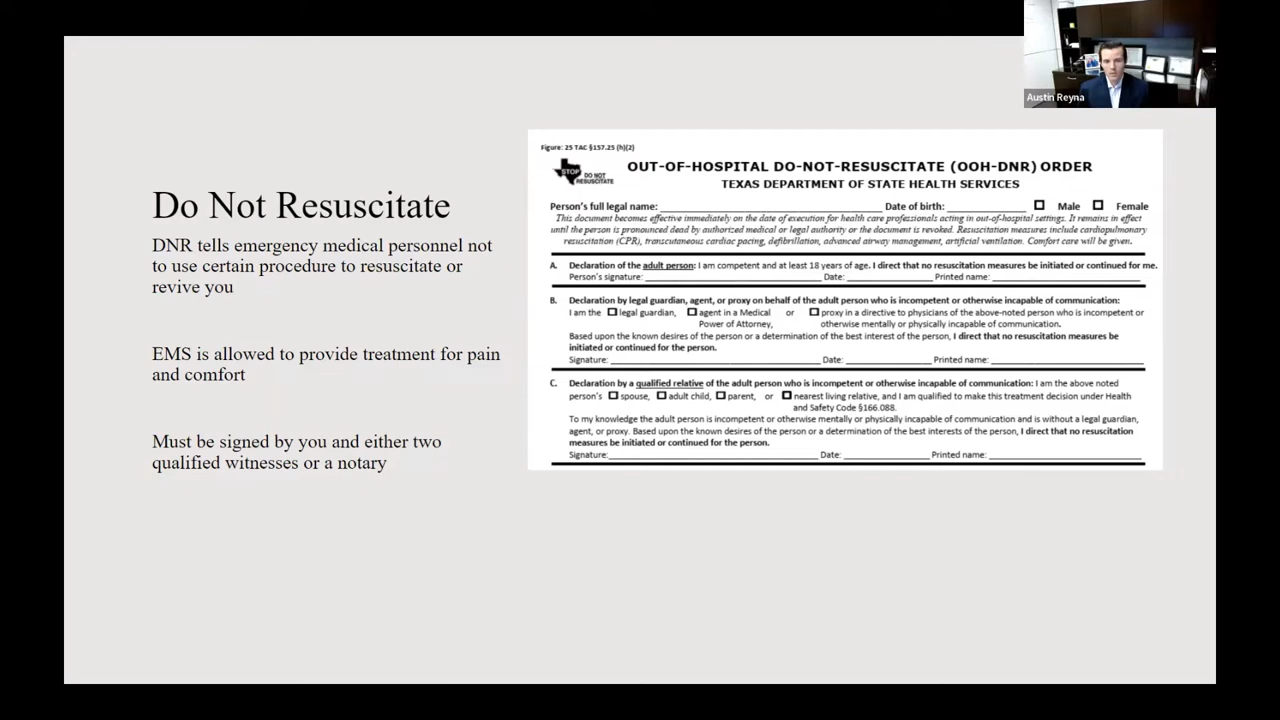 Austin Reyna
Do Not Resuscitate
DNR tells emergency medical personnel not
to use certain procedure to resuscitate or
revive you
EMS is allowed to provide treatment for pain
and comfort
Must be signed by you and either two
qualified witnesses or a notary
Figure: 25 TAC §157.25 (h)(2)
STOP
DO NOT
RESUSCITATE
OUT-OF-HOSPITAL DO-NOT-RESUSCITATE (OOH-DNR) ORDER
TEXAS DEPARTMENT OF STATE HEALTH SERVICES
Person's full legal name: Date of birth: Male Female
This document becomes effective immediately on the date of execution for health care professionals acting in out-of-hospital settings. It remains in effect
until the person is pronounced dead by authorized medical or legal authority or the document is revoked. Resuscitation measures include cardiopulmonary
resuscitation (CPR), transcutaneous cardiac pacing, defibrillation, advanced airway management, artificial ventilation. Comfort care will be given.
A. Declaration of the adult person: I am competent and at least 18 years of age. I direct that no resuscitation measures be initiated or continued for me.
Person's signature: Date: Printed name:
B. Declaration by legal guardian, agent, or proxy on behalf of the adult person who is incompetent or otherwise incapable of communication:
I am the legal guardian, agent in a Medical or proxy in a directive to physicians of the above-noted person who is incompetent or
Power of Attorney, otherwise mentally or physically incapable of communication.
Based upon the known desires of the person or a determination of the best interest of the person, I direct that no resuscitation measures be
initiated or continued for the person.
Signature: Date: Printed name:
C. Declaration by a qualified relative of the adult person who is incompetent or otherwise incapable of communication: I am the above noted
person's spouse, adult child, parent, or nearest living relative, and I am qualified to make this treatment decision under Health
and Safety Code §166.088.
To my knowledge the adult person is incompetent or otherwise mentally or physically incapable of communication and is without a legal guardian,
agent, or proxy. Based upon the known desires of the person or a determination of the best interests of the person, I direct that no resuscitation
measures be initiated or continued for the person.
Signature: Date: Printed name: